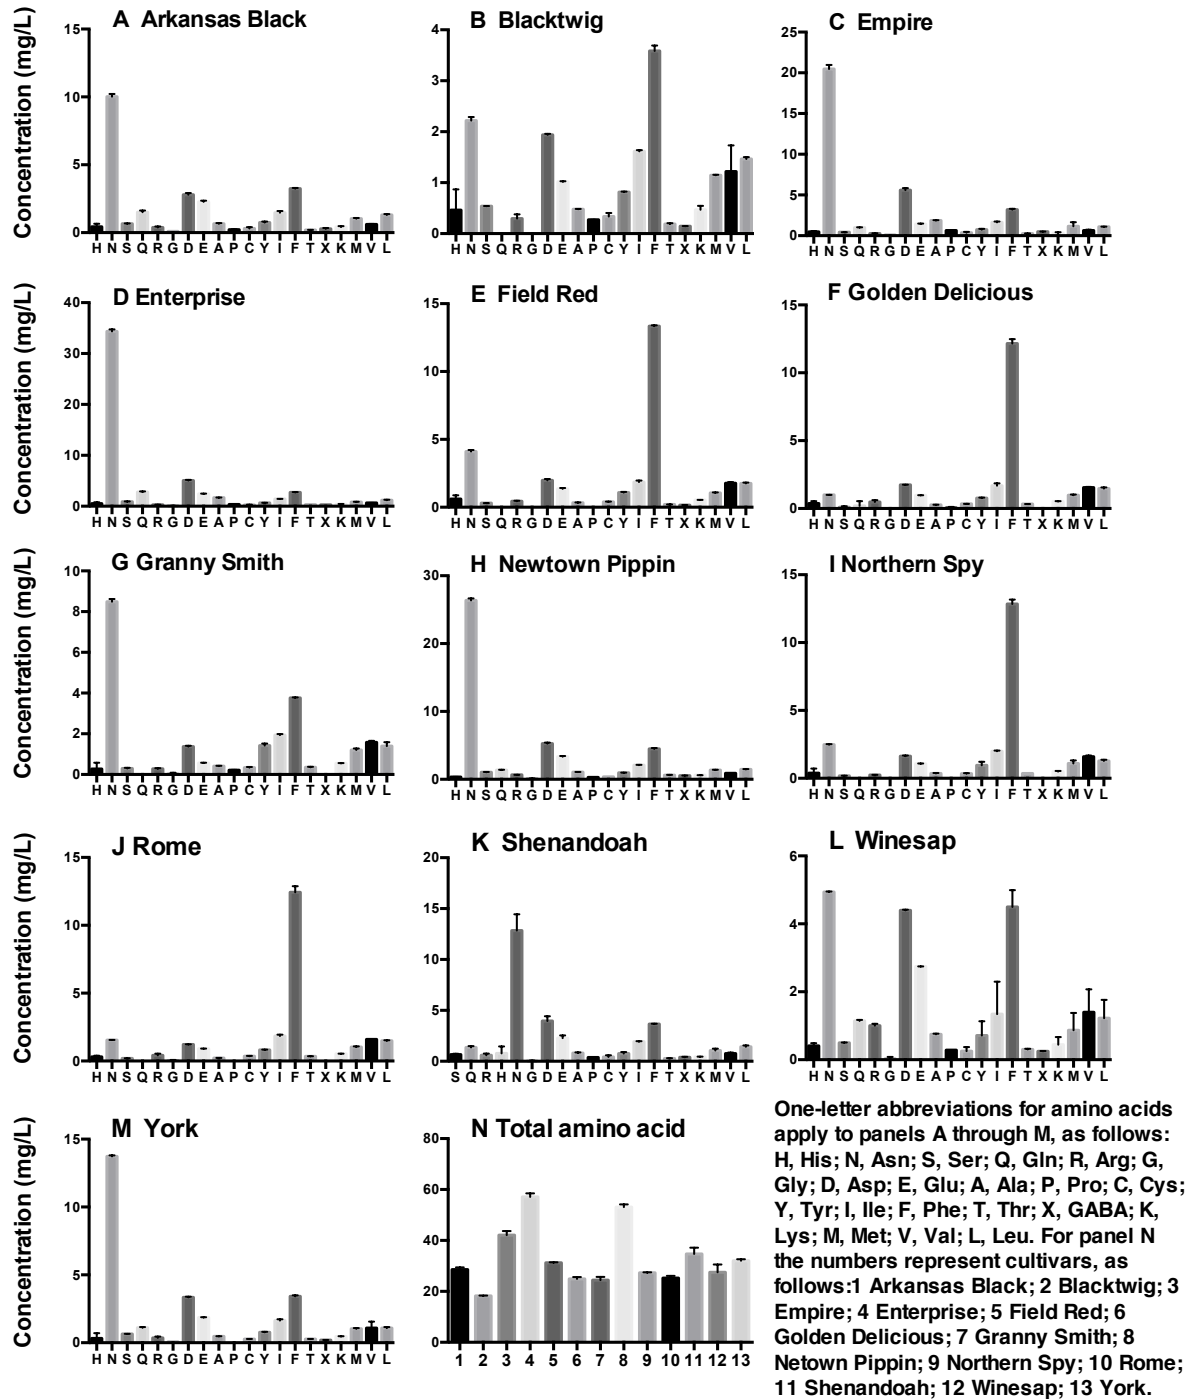 A Arkansas Black
Concentration (mg/L)
15
10
5
0
H N S Q R G D E A P C Y I F T X K M V L
B Blacktwig
4
3
2
1
0
H N S Q R G D E A P C Y I F T X K M V L
C Empire
25
20
15
10
5
0
H N S Q R G D E A P C Y I F T X K M V L
D Enterprise
Concentration (mg/L)
40
30
20
10
0
H N S Q R G D E A P C Y I F T X K M V L
E Field Red
15
10
5
0
H N S Q R G D E A P C Y I F T X K M V L
F Golden Delicious
15
10
5
0
H N S Q R G D E A P C Y I F T X K M V L
G Granny Smith
Concentration (mg/L)
10
8
6
4
2
0
H N S Q R G D E A P C Y I F T X K M V L
H Newtown Pippin
30
20
10
0
H N S Q R G D E A P C Y I F T X K M V L
I Northern Spy
15
10
5
0
H N S Q R G D E A P C Y I F T X K M V L
J Rome
Concentration (mg/L)
15
10
5
0
H N S Q R G D E A P C Y I F T X K M V L
K Shenandoah
20
15
10
5
0
S Q R H N G D E A P C Y I F T X K M V L
L Winesap
6
4
2
0
H N S Q R G D E A P C Y I F T X K M V L
M York
Concentration (mg/L)
15
10
5
0
H N S Q R G D E A P C Y I F T X K M V L
N Total amino acid
80
60
40
20
0
1 2 3 4 5 6 7 8 9 10 11 12 13
One-letter abbreviations for amino acids
apply to panels A through M, as follows:
H, His; N, Asn; S, Ser; Q, Gln; R, Arg; G,
Gly; D, Asp; E, Glu; A, Ala; P, Pro; C, Cys;
Y, Tyr; I, Ile; F, Phe; T, Thr; X, GABA; K,
Lys; M, Met; V, Val; L, Leu. For panel N
the numbers represent cultivars, as
follows:1 Arkansas Black; 2 Blacktwig; 3
Empire; 4 Enterprise; 5 Field Red; 6
Golden Delicious; 7 Granny Smith; 8
Netown Pippin; 9 Northern Spy; 10 Rome;
11 Shenandoah; 12 Winesap; 13 York.